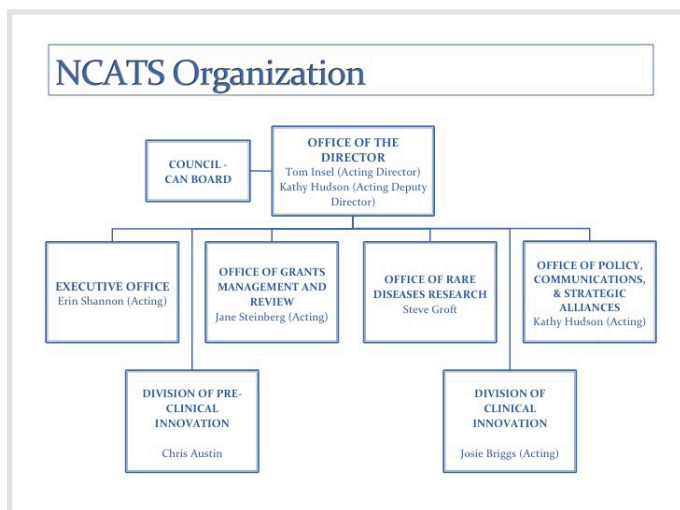 NCATS Organization
COUNCIL -
CAN BOARD
OFFICE OF THE
DIRECTOR
Tom Insel (Acting Director)
Kathy Hudson (Acting Deputy
Director)
EXECUTIVE OFFICE
Erin Shannon (Acting)
OFFICE OF GRANTS
MANAGEMENT AND
REVIEW
Jane Steinberg (Acting)
OFFICE OF RARE
DISEASES RESEARCH
Steve Groft
OFFICE OF POLICY,
COMMUNICATIONS,
& STRATEGIC
ALLIANCES
Kathy Hudson (Acting)
DIVISION OF PRE-
CLINICAL
INNOVATION
Chris Austin
DIVISION OF
CLINICAL
INNOVATION
Josie Briggs (Acting)